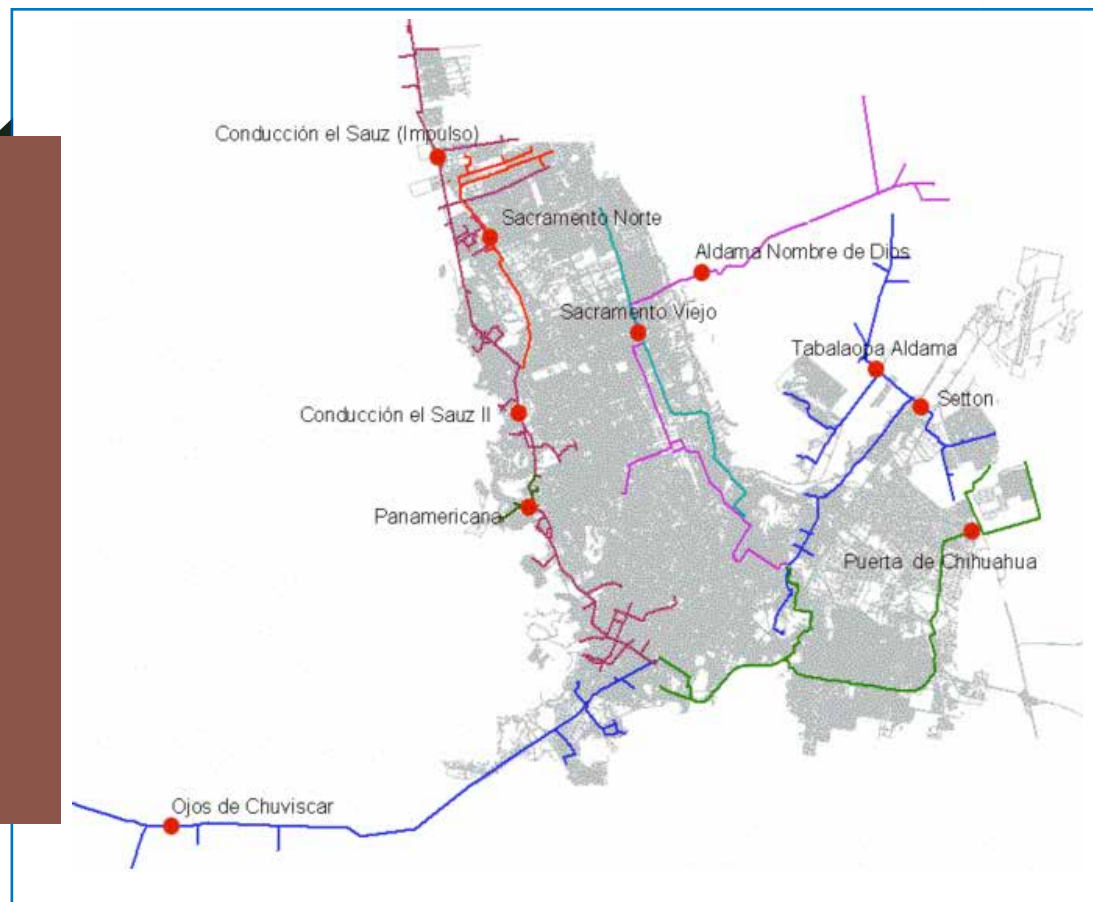 Conducción el Sauz (Impulso)
Sacramento Norte
Aldama Nombre de Dios
Sacramento Viejo
Tabalaopa Aldama
Setton
Conducción el Sauz II
Panamericana
Puerta de Chihuahua
Ojos de Chuviscar